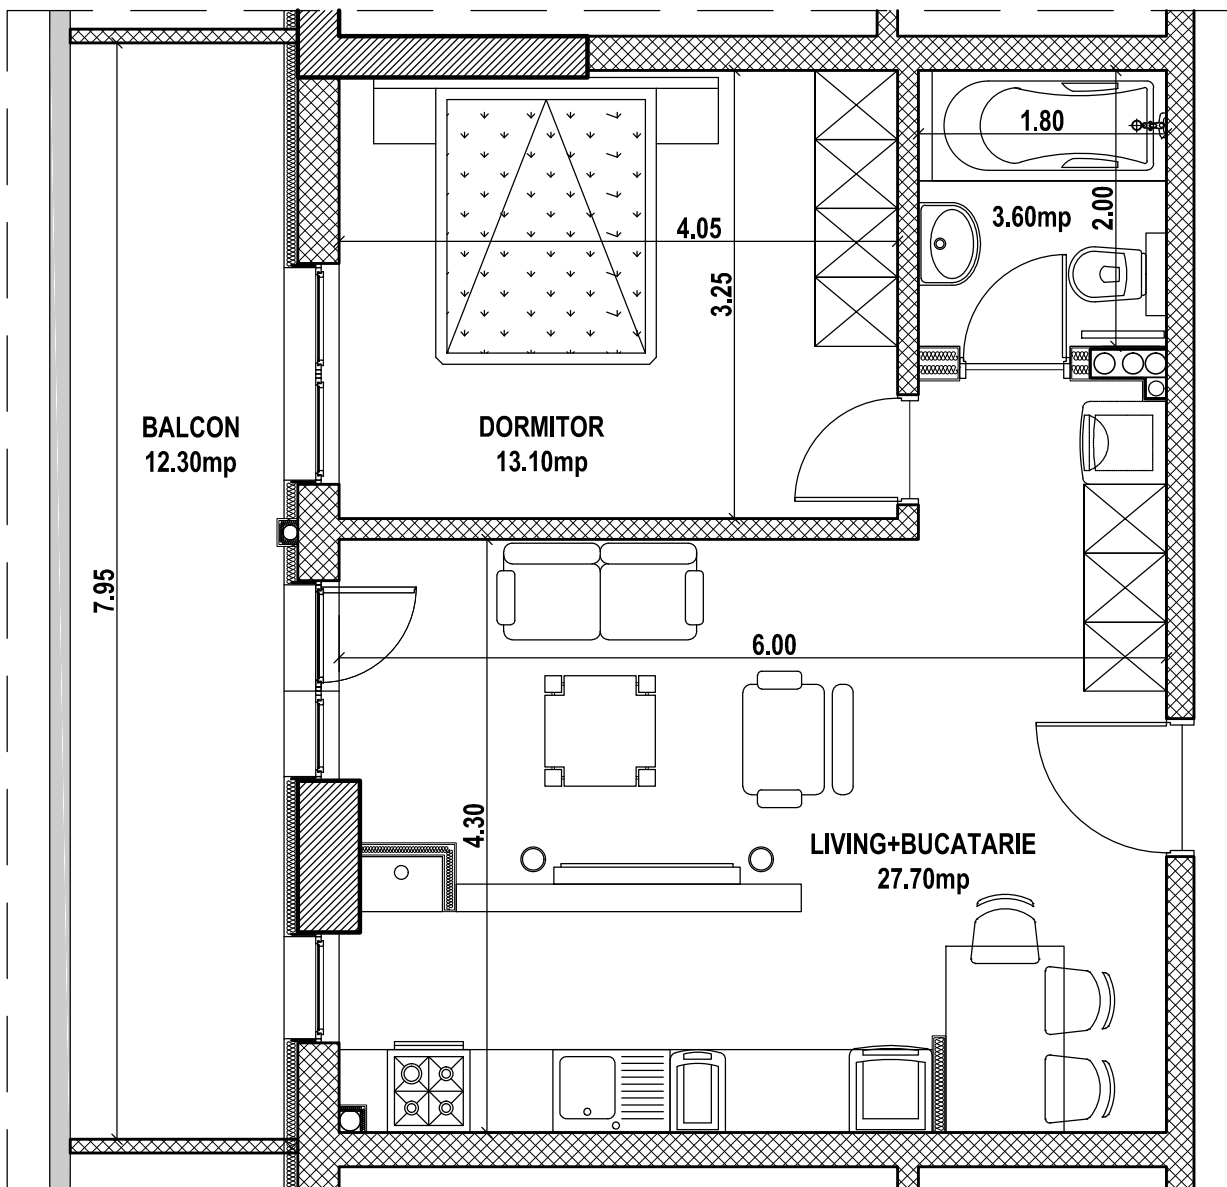 1.80
3.60mp
2.00
4.05
3.25
BALCON
12.30mp
DORMITOR
13.10mp
7.95
6.00
4.30
LIVING+BUCATARIE
27.70mp